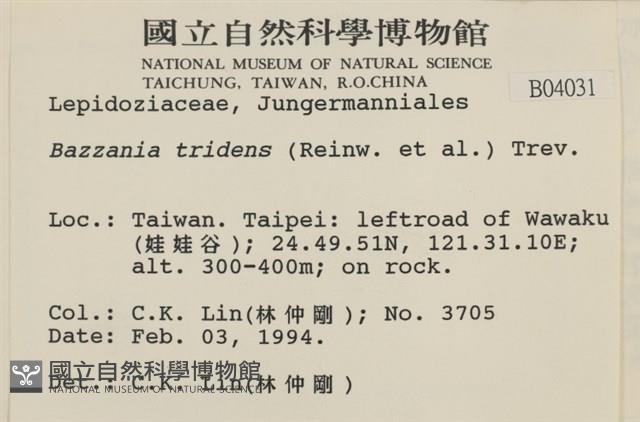 國立自然科學博物館
NATIONAL MUSEUM OF NATURAL SCIENCE
TAICHUNG, TAIWAN, R.O.CHINA
B04031
Lepidoziaceae, Jungermanniales
Bazzania tridens (Reinw. et al.) Trev.
Loc.: Taiwan. Taipei: leftroad of Wawaku
(娃娃谷); 24.49.51N, 121.31.10E;
alt. 300-400m; on rock.
Col.: C.K. Lin(林仲剛); No. 3705
Date: Feb. 03, 1994.
國立自然科學博物館
NATIONAL MUSEUM OF NATURAL SCIENCE
Det.: C.K. Lin(林仲剛)